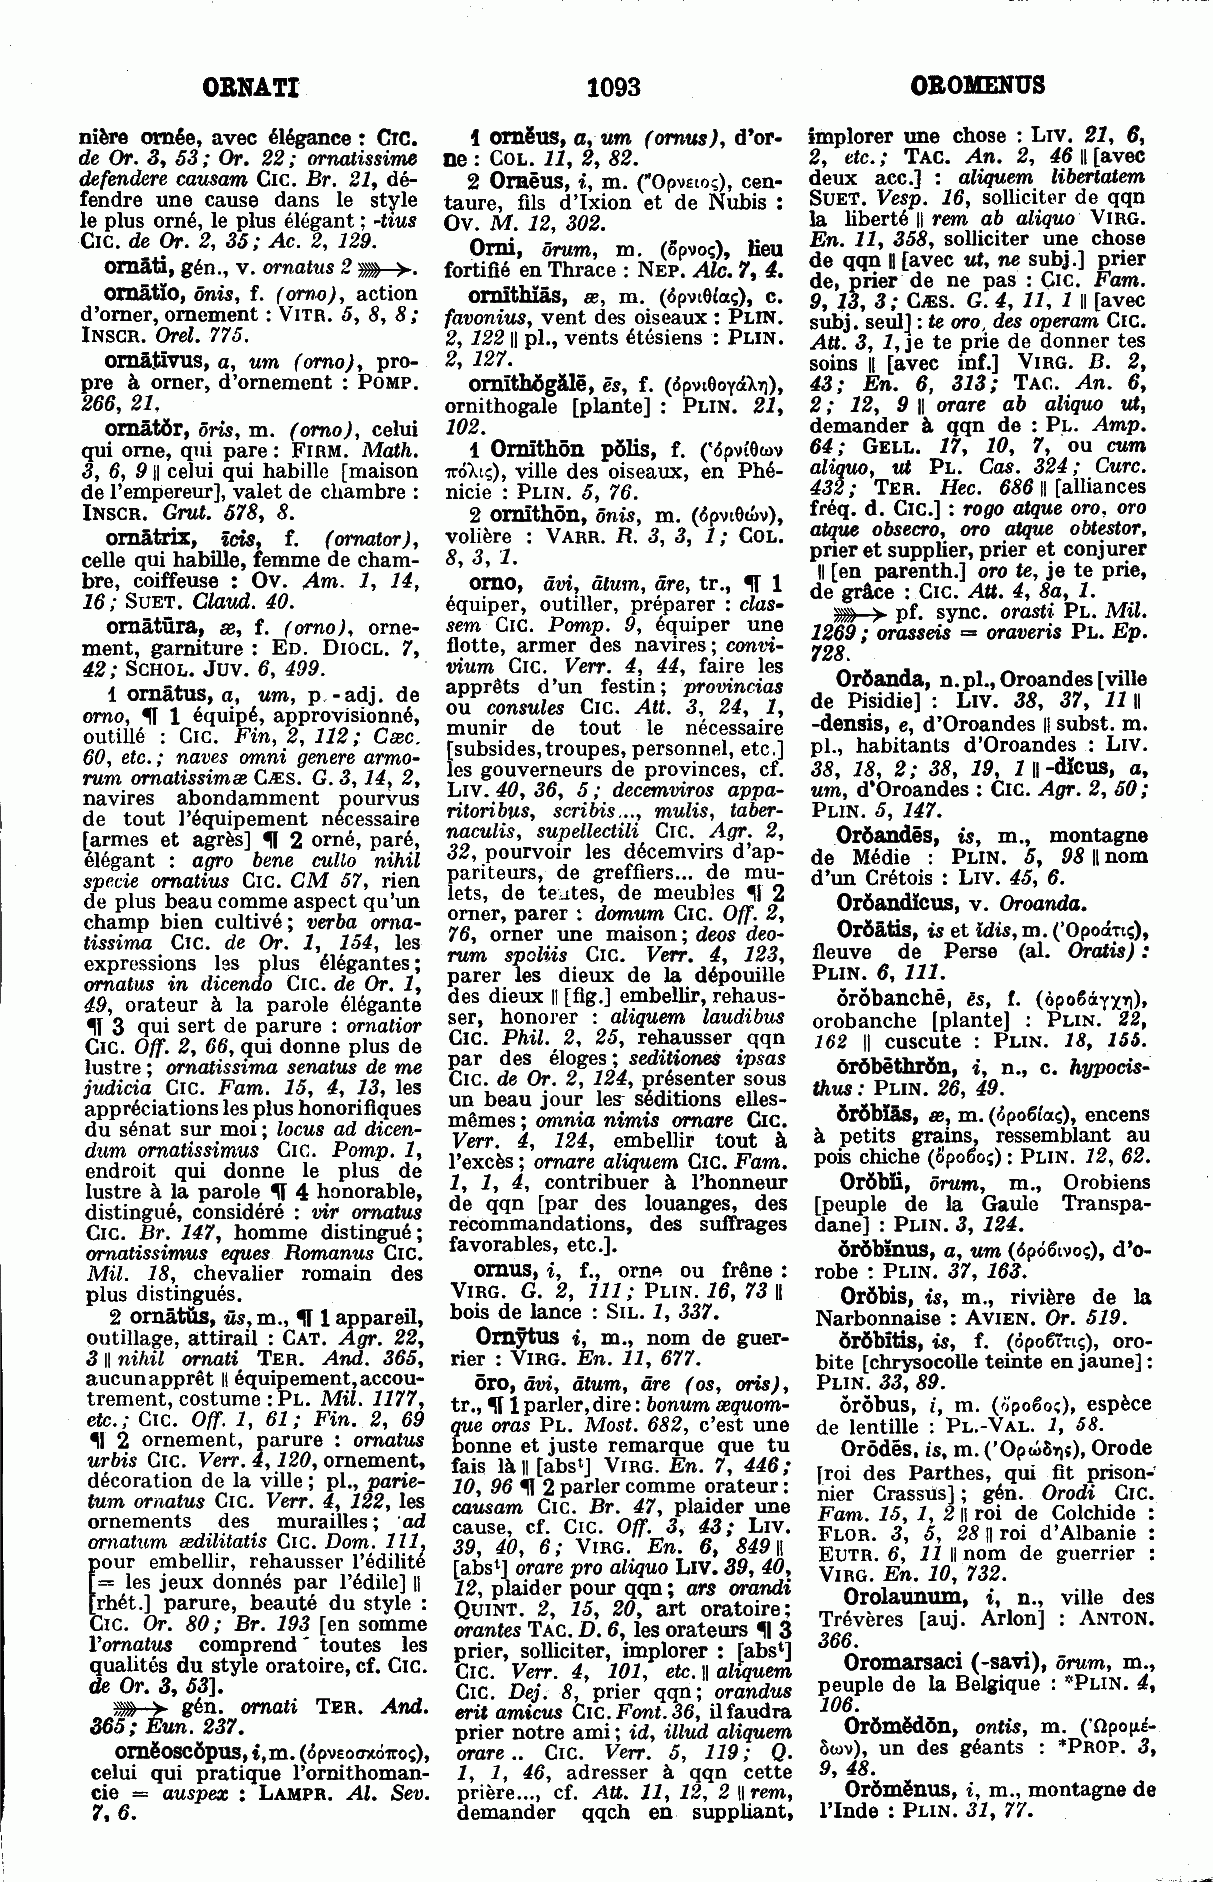 ORNATI
1093
OROMENUS
nière ornée, avec élégance : CIC.
de Or. 3, 53 ; Or. 22 ; ornatissime
defendere causam CIC. Br. 21, dé-
fendre une cause dans le style
le plus orné, le plus élégant ; -tius
CIC. de Or. 2, 35 ; Ac. 2, 129.
ornāti, gén., v. ornatus 2 ⟶.
ornātĭo, ōnis, f. (orno), action
d'orner, ornement : VITR. 5, 8, 8 ;
INSCR. Orel. 775.
ornātīvus, a, um (orno), pro-
pre à orner, d'ornement : POMP.
266, 21.
ornātŏr, ōris, m. (orno), celui
qui orne, qui pare : FIRM. Math.
3, 6, 9 ‖ celui qui habille [maison
de l'empereur], valet de chambre :
INSCR. Grut. 578, 8.
ornātrix, īcis, f. (ornator),
celle qui habille, femme de cham-
bre, coiffeuse : OV. Am. 1, 14,
16 ; SUET. Claud. 40.
ornātūra, æ, f. (orno), orne-
ment, garniture : ED. DIOCL. 7,
42 ; SCHOL. JUV. 6, 499.
1 ornātus, a, um, p.-adj. de
orno, ¶ 1 équipé, approvisionné,
outillé : CIC. Fin, 2, 112 ; Cæc.
60, etc. ; naves omni genere armo-
rum ornatissimæ CÆS. G. 3, 14, 2,
navires abondamment pourvus
de tout l'équipement nécessaire
[armes et agrès] ¶ 2 orné, paré,
élégant : agro bene culto nihil
specie ornatius CIC. CM 57, rien
de plus beau comme aspect qu'un
champ bien cultivé ; verba orna-
tissima CIC. de Or. 1, 154, les
expressions les plus élégantes ;
ornatus in dicendo CIC. de Or. 1,
49, orateur à la parole élégante
¶ 3 qui sert de parure : ornatior
CIC. Off. 2, 66, qui donne plus de
lustre ; ornatissima senatus de me
judicia CIC. Fam. 15, 4, 13, les
appréciations les plus honorifiques
du sénat sur moi ; locus ad dicen-
dum ornatissimus CIC. Pomp. 1,
endroit qui donne le plus de
lustre à la parole ¶ 4 honorable,
distingué, considéré : vir ornatus
CIC. Br. 147, homme distingué ;
ornatissimus eques Romanus CIC.
Mil. 18, chevalier romain des
plus distingués.
2 ornātŭs, ūs, m., ¶ 1 appareil,
outillage, attirail : CAT. Agr. 22,
3 ‖ nihil ornati TER. And. 365,
aucun apprêt ‖ équipement, accou-
trement, costume : PL. Mil. 1177,
etc. ; CIC. Off. 1, 61 ; Fin. 2, 69
¶ 2 ornement, parure : ornatus
urbis CIC. Verr. 4, 120, ornement,
décoration de la ville ; pl., parie-
tum ornatus CIC. Verr. 4, 122, les
ornements des murailles ; ad
ornatum ædilitatis CIC. Dom. 111,
pour embellir, rehausser l'édilité
[= les jeux donnés par l'édile] ‖
[rhét.] parure, beauté du style :
CIC. Or. 80 ; Br. 193 [en somme
l'ornatus comprend toutes les
qualités du style oratoire, cf. CIC.
de Or. 3, 53].
⟶ gén. ornati TER. And.
365 ; Eun. 237.
ornĕoscŏpus, i, m. (ὀρνεοσκόπος),
celui qui pratique l'ornithoman-
cie = auspex : LAMPR. Al. Sev.
7, 6.
1 ornĕus, a, um (ornus), d'or-
ne : COL. 11, 2, 82.
2 Ornēus, i, m. (Ὄρνειος), cen-
taure, fils d'Ixion et de Nubis :
OV. M. 12, 302.
Orni, ōrum, m. (ὄρνος), lieu
fortifié en Thrace : NEP. Alc. 7, 4.
ornīthĭās, æ, m. (ὀρνιθίας), c.
favonius, vent des oiseaux : PLIN.
2, 122 ‖ pl., vents étésiens : PLIN.
2, 127.
ornīthŏgălē, ēs, f. (ὀρνιθογάλη),
ornithogale [plante] : PLIN. 21,
102.
1 Ornīthōn pŏlis, f. (ὀρνίθων
πόλις), ville des oiseaux, en Phé-
nicie : PLIN. 5, 76.
2 ornīthōn, ōnis, m. (ὀρνιθών),
volière : VARR. R. 3, 3, 1 ; COL.
8, 3, 1.
orno, āvi, ātum, āre, tr., ¶ 1
équiper, outiller, préparer : clas-
sem CIC. Pomp. 9, équiper une
flotte, armer des navires ; convi-
vium CIC. Verr. 4, 44, faire les
apprêts d'un festin ; provincias
ou consules CIC. Att. 3, 24, 1,
munir de tout le nécessaire
[subsides, troupes, personnel, etc.]
les gouverneurs de provinces, cf.
LIV. 40, 36, 5 ; decemviros appa-
ritoribus, scribis..., mulis, taber-
naculis, supellectili CIC. Agr. 2,
32, pourvoir les décemvirs d'ap-
pariteurs, de greffiers... de mu-
lets, de tentes, de meubles ¶ 2
orner, parer : domum CIC. Off. 2,
76, orner une maison ; deos deo-
rum spoliis CIC. Verr. 4, 123,
parer les dieux de la dépouille
des dieux ‖ [fig.] embellir, rehaus-
ser, honorer : aliquem laudibus
CIC. Phil. 2, 25, rehausser qqn
par des éloges ; seditiones ipsas
CIC. de Or. 2, 124, présenter sous
un beau jour les séditions elles-
mêmes ; omnia nimis ornare CIC.
Verr. 4, 124, embellir tout à
l'excès ; ornare aliquem CIC. Fam.
1, 1, 4, contribuer à l'honneur
de qqn [par des louanges, des
recommandations, des suffrages
favorables, etc.].
ornus, i, f., orne ou frêne :
VIRG. G. 2, 111 ; PLIN. 16, 73 ‖
bois de lance : SIL. 1, 337.
Ornȳtus i, m., nom de guer-
rier : VIRG. En. 11, 677.
ōro, āvi, ātum, āre (os, oris),
tr., ¶ 1 parler, dire : bonum æquom-
que oras PL. Most. 682, c'est une
bonne et juste remarque que tu
fais là ‖ [absᵗ] VIRG. En. 7, 446 ;
10, 96 ¶ 2 parler comme orateur :
causam CIC. Br. 47, plaider une
cause, cf. CIC. Off. 3, 43 ; LIV.
39, 40, 6 ; VIRG. En. 6, 849 ‖
[absᵗ] orare pro aliquo LIV. 39, 40,
12, plaider pour qqn ; ars orandi
QUINT. 2, 15, 20, art oratoire ;
orantes TAC. D. 6, les orateurs ¶ 3
prier, solliciter, implorer : [absᵗ]
CIC. Verr. 4, 101, etc. ‖ aliquem
CIC. Dej. 8, prier qqn ; orandus
erit amicus CIC. Font. 36, il faudra
prier notre ami ; id, illud aliquem
orare .. CIC. Verr. 5, 119 ; Q.
1, 1, 46, adresser à qqn cette
prière..., cf. Att. 11, 12, 2 ‖ rem,
demander qqch en suppliant,
implorer une chose : LIV. 21, 6,
2, etc. ; TAC. An. 2, 46 ‖ [avec
deux acc.] : aliquem libertatem
SUET. Vesp. 16, solliciter de qqn
la liberté ‖ rem ab aliquo VIRG.
En. 11, 358, solliciter une chose
de qqn ‖ [avec ut, ne subj.] prier
de, prier de ne pas : CIC. Fam.
9, 13, 3 ; CÆS. G. 4, 11, 1 ‖ [avec
subj. seul] : te oro, des operam CIC.
Att. 3, 1, je te prie de donner tes
soins ‖ [avec inf.] VIRG. B. 2,
43 ; En. 6, 313 ; TAC. An. 6,
2 ; 12, 9 ‖ orare ab aliquo ut,
demander à qqn de : PL. Amp.
64 ; GELL. 17, 10, 7, ou cum
aliquo, ut PL. Cas. 324 ; Curc.
432 ; TER. Hec. 686 ‖ [alliances
fréq. d. CIC.] : rogo atque oro, oro
atque obsecro, oro atque obtestor,
prier et supplier, prier et conjurer
‖ [en parenth.] oro te, je te prie,
de grâce : CIC. Att. 4, 8a, 1.
⟶ pf. sync. orasti PL. Mil.
1269 ; orasseis = oraveris PL. Ep.
728.
Orŏanda, n. pl., Oroandes [ville
de Pisidie] : LIV. 38, 37, 11 ‖
-densis, e, d'Oroandes ‖ subst. m.
pl., habitants d'Oroandes : LIV.
38, 18, 2 ; 38, 19, 1 ‖ -dĭcus, a,
um, d'Oroandes : CIC. Agr. 2, 50 ;
PLIN. 5, 147.
Orŏandēs, is, m., montagne
de Médie : PLIN. 5, 98 ‖ nom
d'un Crétois : LIV. 45, 6.
Orŏandĭcus, v. Oroanda.
Orŏātis, is et ĭdis, m. (Ὀροάτις),
fleuve de Perse (al. Oratis) :
PLIN. 6, 111.
ŏrŏbanchē, ēs, f. (ὀροβάγχη),
orobanche [plante] : PLIN. 22,
162 ‖ cuscute : PLIN. 18, 155.
ŏrŏbēthrŏn, i, n., c. hypocis-
thus : PLIN. 26, 49.
ŏrŏbĭās, æ, m. (ὀροβίας), encens
à petits grains, ressemblant au
pois chiche (ὄροβος) : PLIN. 12, 62.
Orŏbĭi, ōrum, m., Orobiens
[peuple de la Gaule Transpa-
dane] : PLIN. 3, 124.
ŏrŏbĭnus, a, um (ὀρόβινος), d'o-
robe : PLIN. 37, 163.
Orŏbis, is, m., rivière de la
Narbonnaise : AVIEN. Or. 519.
ŏrŏbītis, is, f. (ὀροβῖτις), oro-
bite [chrysocolle teinte en jaune] :
PLIN. 33, 89.
ŏrŏbus, i, m. (ὄροβος), espèce
de lentille : PL.-VAL. 1, 58.
Orōdēs, is, m. (Ὀρώδης), Orode
[roi des Parthes, qui fit prison-
nier Crassus] ; gén. Orodi CIC.
Fam. 15, 1, 2 ‖ roi de Colchide :
FLOR. 3, 5, 28 ‖ roi d'Albanie :
EUTR. 6, 11 ‖ nom de guerrier :
VIRG. En. 10, 732.
Orolaunum, i, n., ville des
Trévères [auj. Arlon] : ANTON.
366.
Oromarsaci (-savi), ōrum, m.,
peuple de la Belgique : *PLIN. 4,
106.
Orŏmĕdōn, ontis, m. (Ὠρομέ-
δων), un des géants : *PROP. 3,
9, 48.
Orŏmĕnus, i, m., montagne de
l'Inde : PLIN. 31, 77.